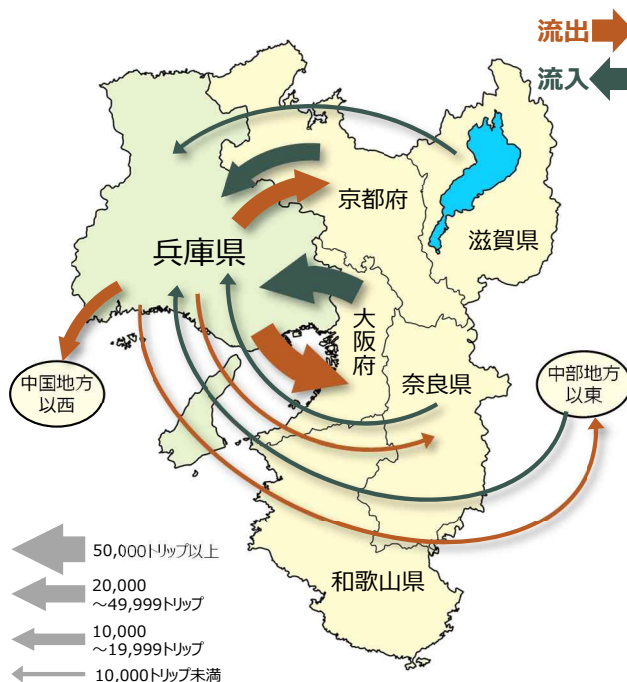 流出
流入
京都府
滋賀県
兵庫県
大阪府
奈良県
中国地方
以西
中部地方
以東
和歌山県
50,000トリップ以上
20,000
～49,999トリップ
10,000
～19,999トリップ
10,000トリップ未満